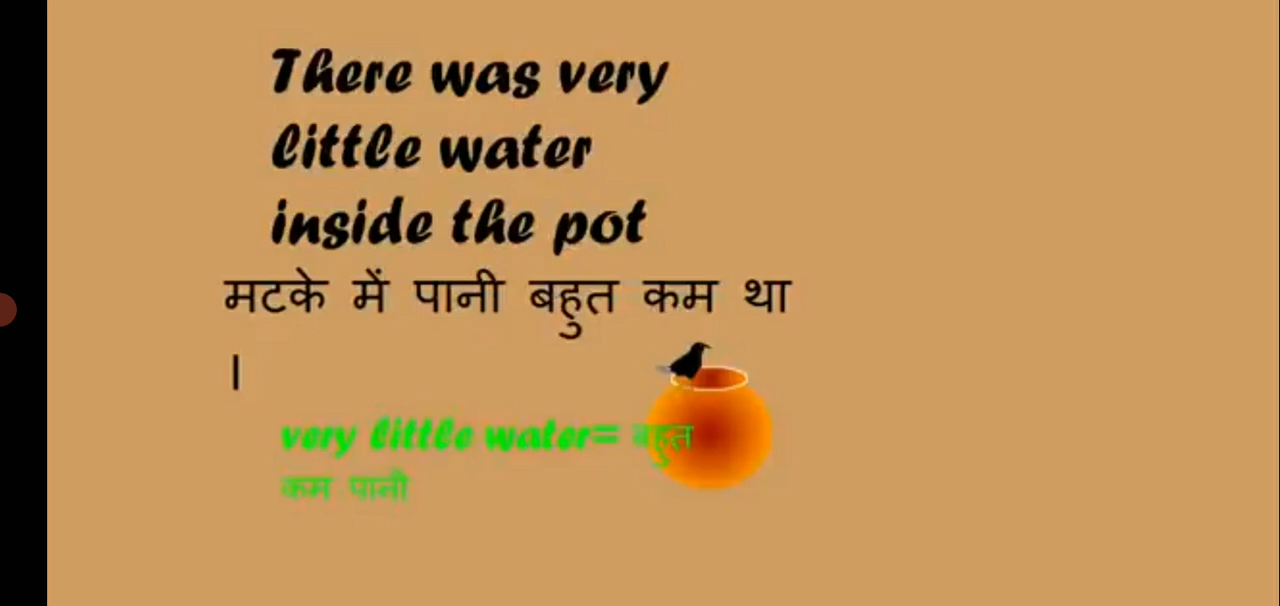 There was very
little water
inside the pot
मटके में पानी बहुत कम था
।
very little water= बहुत
कम पानी